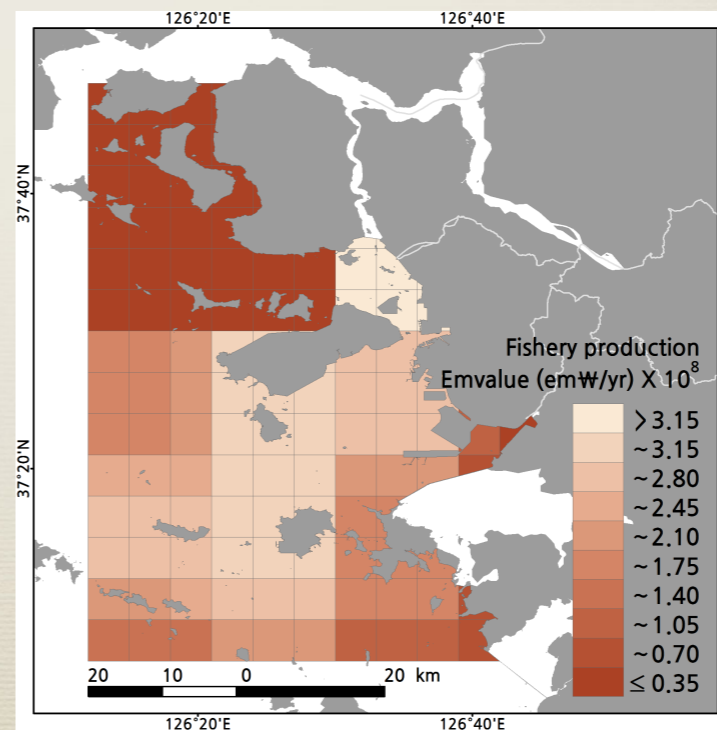 126°20'E 126°40'E
37°40'N
37°20'N
Fishery production
Emvalue (em₩/yr) X 10⁸
> 3.15
~3.15
~2.80
~2.45
~2.10
~1.75
~1.40
~1.05
~0.70
≤ 0.35
20 10 0 20 km
126°20'E 126°40'E